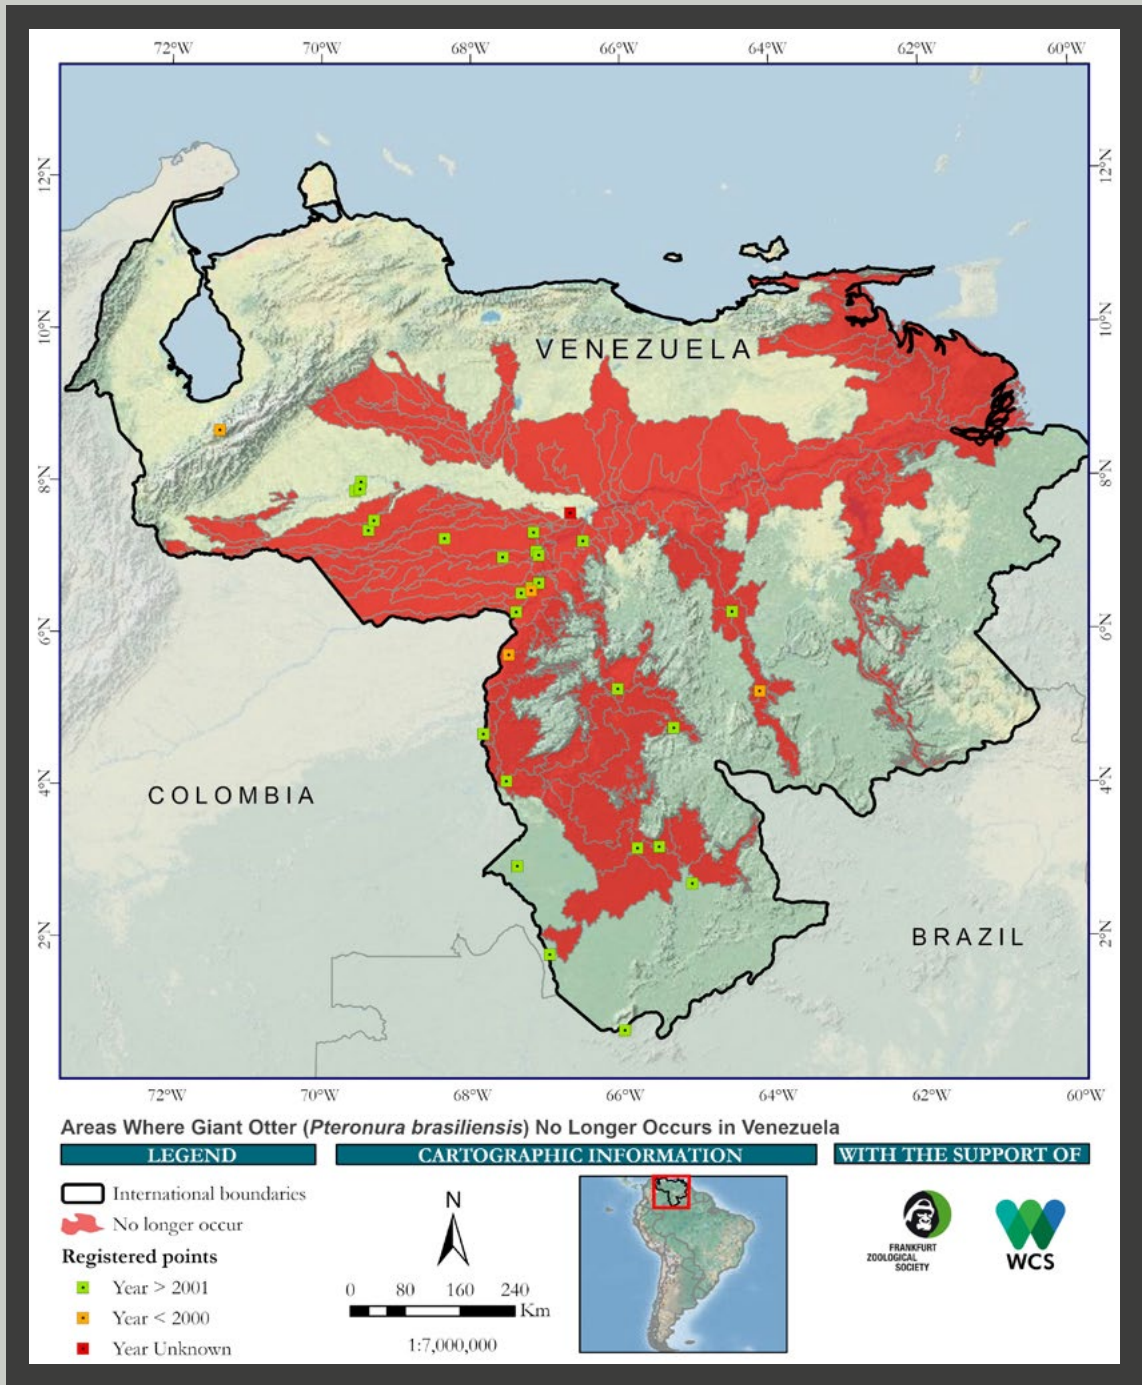 72°W 70°W 68°W 66°W 64°W 62°W 60°W
12°N 12°N
10°N 10°N
VENEZUELA
8°N 8°N
6°N 6°N
4°N 4°N
COLOMBIA
2°N 2°N
BRAZIL
72°W 70°W 68°W 66°W 64°W 62°W 60°W
Areas Where Giant Otter (Pteronura brasiliensis) No Longer Occurs in Venezuela
LEGEND
International boundaries
No longer occur
Registered points
Year > 2001
Year < 2000
Year Unknown
CARTOGRAPHIC INFORMATION
N
0 80 160 240
Km
1:7,000,000
WITH THE SUPPORT OF
FRANKFURT
ZOOLOGICAL
SOCIETY
WCS